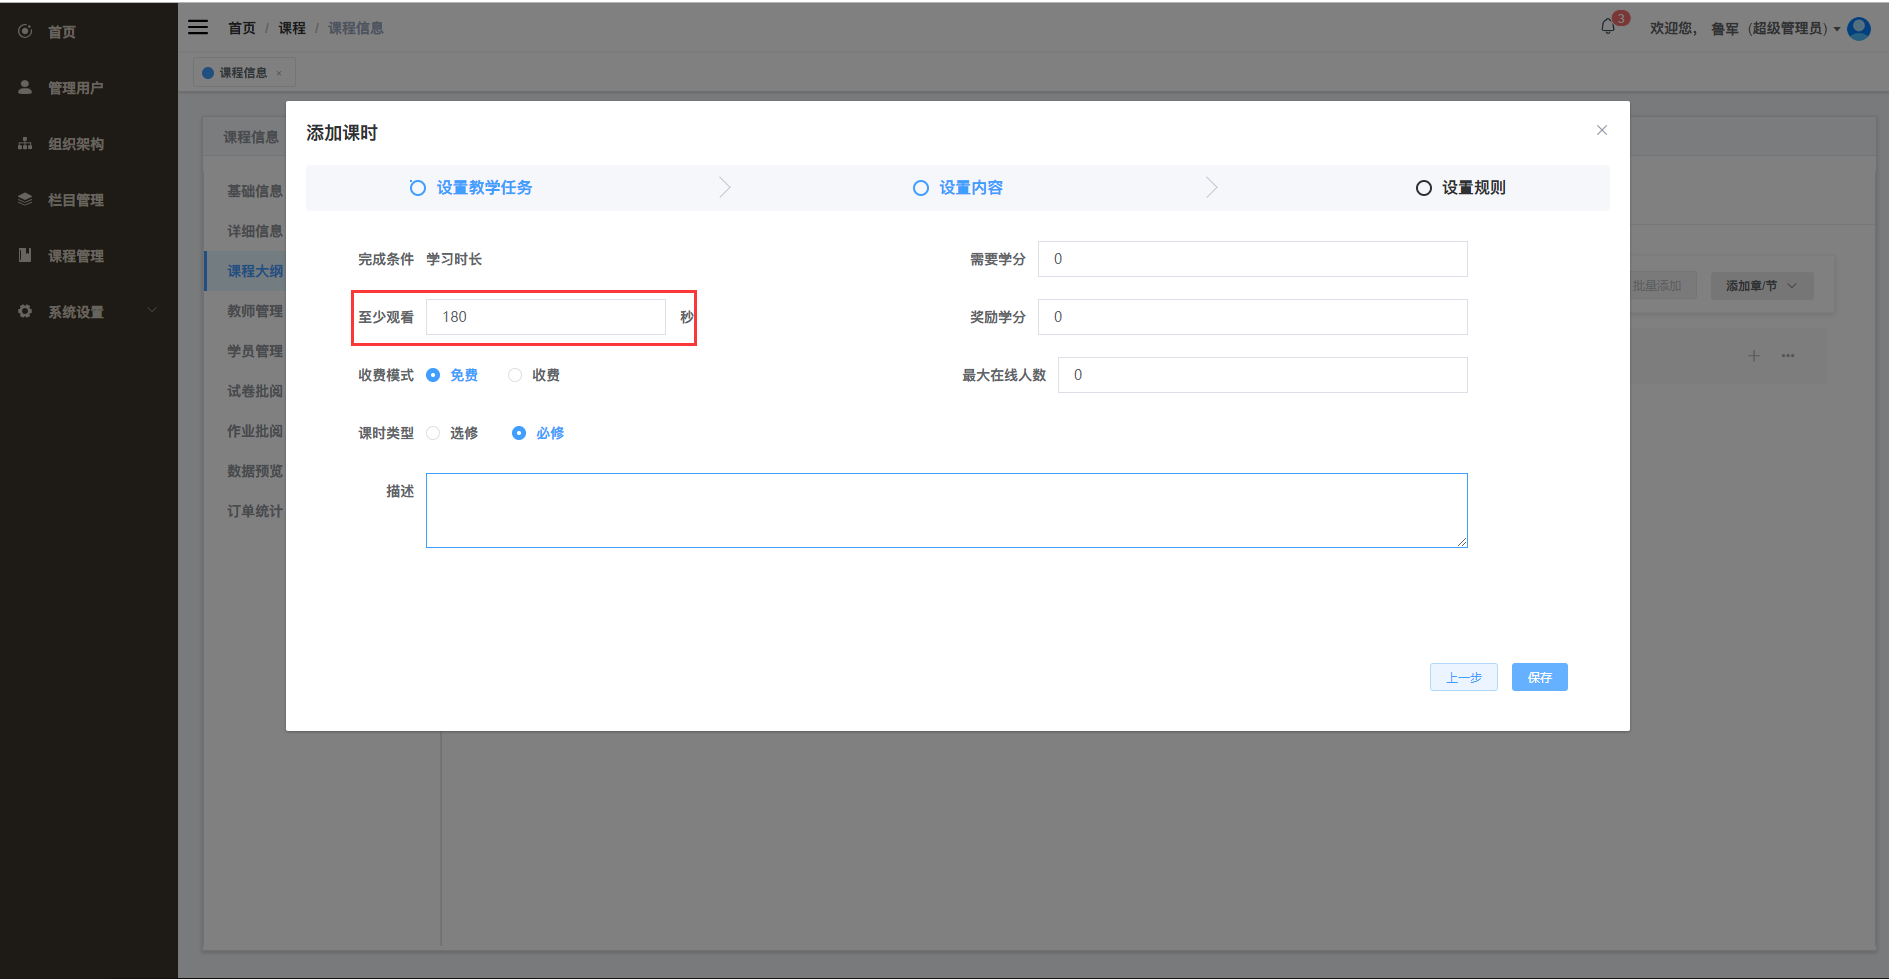 首页
管理用户
组织架构
栏目管理
课程管理
系统设置
首页 / 课程 / 课程信息
3
欢迎您， 鲁军（超级管理员）
课程信息 ×
课程信息
基础信息
详细信息
课程大纲
教师管理
学员管理
试卷批阅
作业批阅
数据预览
订单统计
批量添加
添加章/节
添加课时
设置教学任务
设置内容
设置规则
完成条件 学习时长
需要学分 0
至少观看 180 秒
奖励学分 0
收费模式 免费 收费
最大在线人数 0
课时类型 选修 必修
描述
上一步
保存